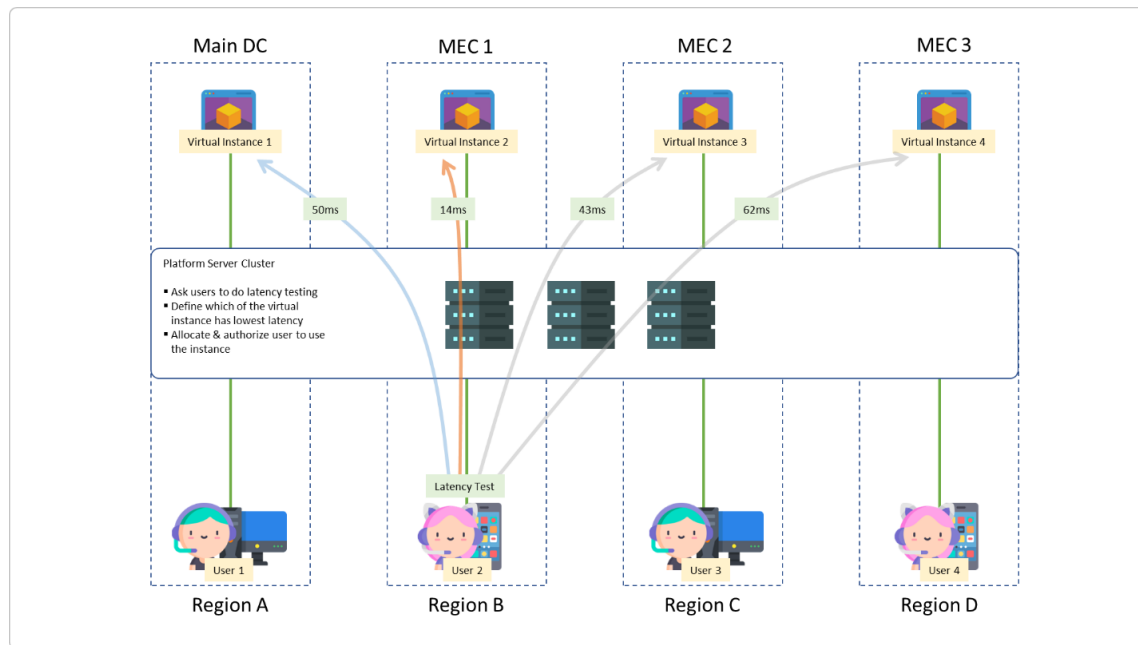 Main DC
MEC 1
MEC 2
MEC 3
Virtual Instance 1
Virtual Instance 2
Virtual Instance 3
Virtual Instance 4
50ms
14ms
43ms
62ms
Platform Server Cluster
▪ Ask users to do latency testing
▪ Define which of the virtual
instance has lowest latency
▪ Allocate & authorize user to use
the instance
Latency Test
User 1
User 2
User 3
User 4
Region A
Region B
Region C
Region D